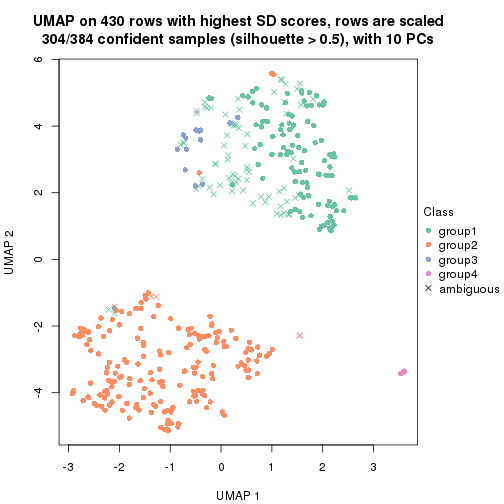 UMAP on 430 rows with highest SD scores, rows are scaled
304/384 confident samples (silhouette > 0.5), with 10 PCs
6
4
2
0
-2
-4
UMAP 2
-3
-2
-1
0
1
2
3
UMAP 1
Class
group1
group2
group3
group4
ambiguous